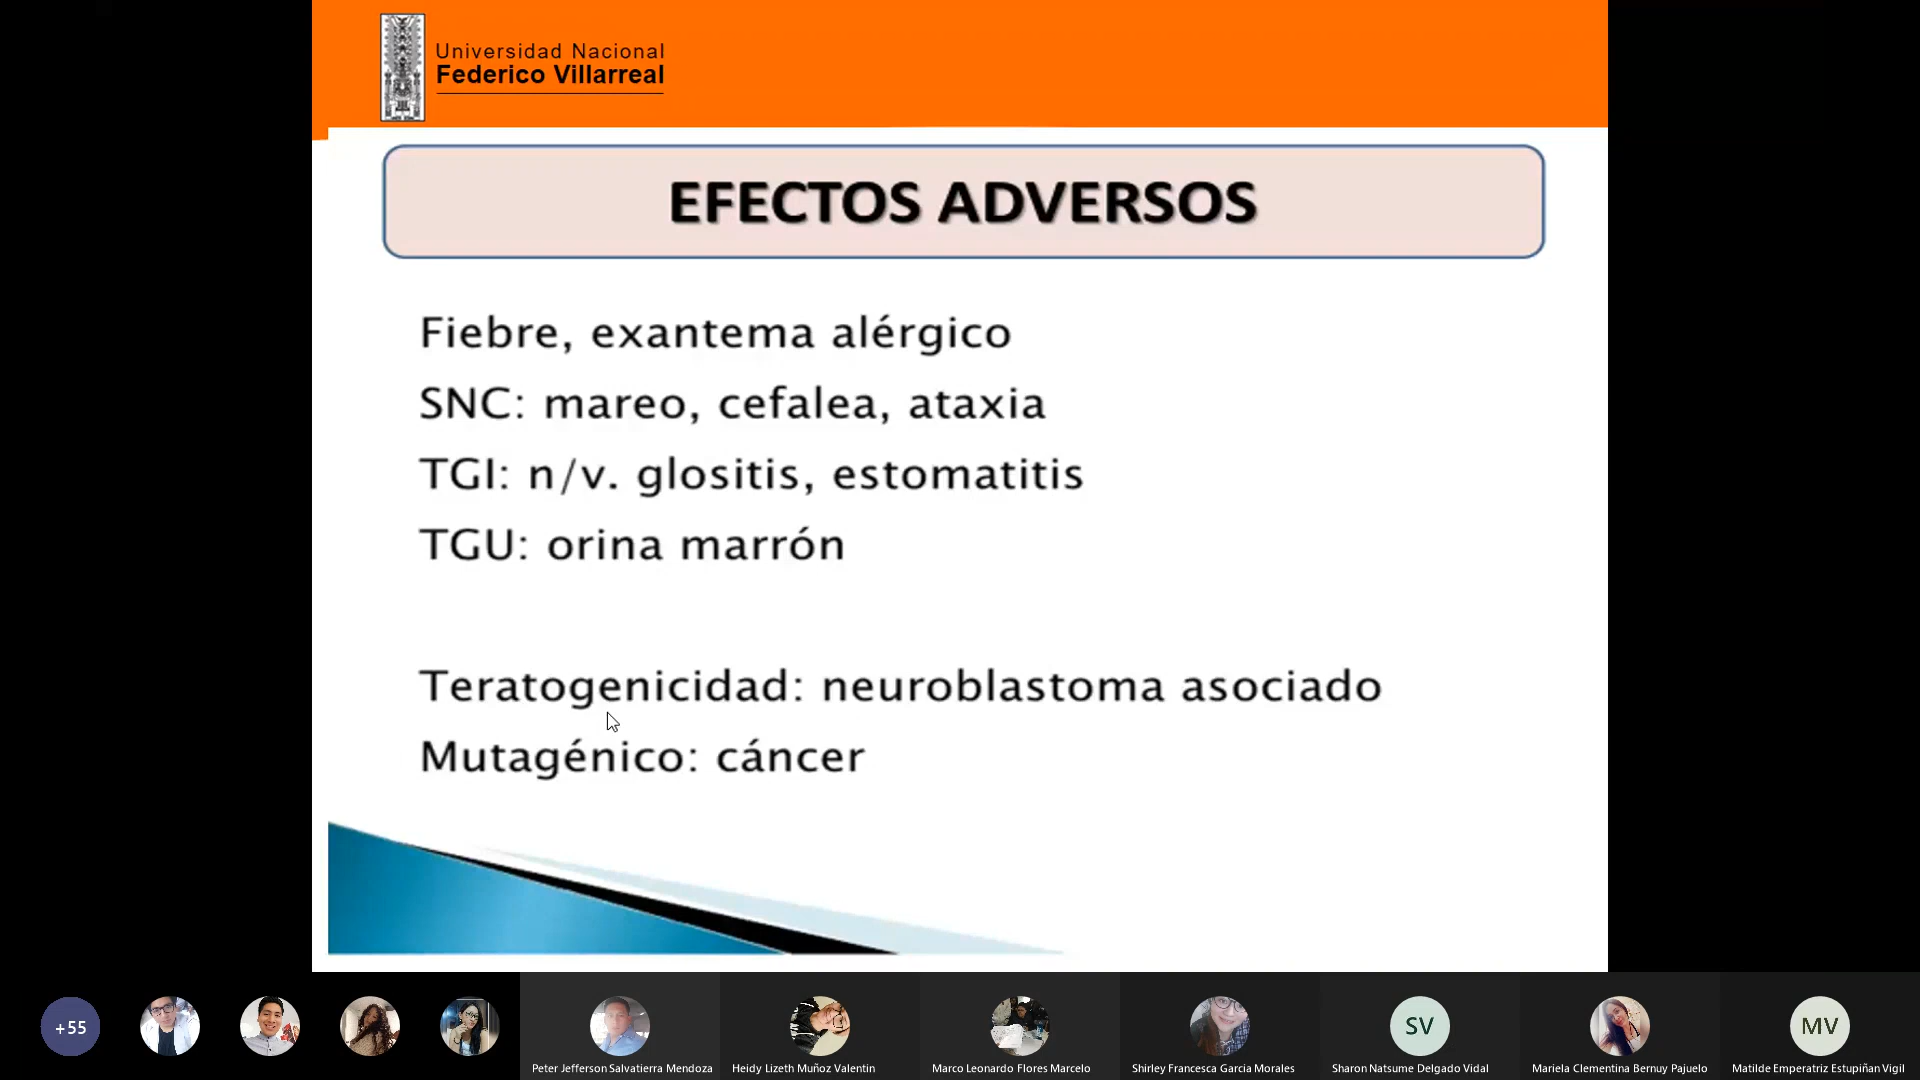 Universidad Nacional
Federico Villarreal
EFECTOS ADVERSOS
Fiebre, exantema alérgico
SNC: mareo, cefalea, ataxia
TGI: n/v. glositis, estomatitis
TGU: orina marrón
Teratogenicidad: neuroblastoma asociado
Mutagénico: cáncer
+55
SV
MV
Peter Jefferson Salvatierra Mendoza
Heidy Lizeth Muñoz Valentin
Marco Leonardo Flores Marcelo
Shirley Francesca Garcia Morales
Sharon Natsume Delgado Vidal
Mariela Clementina Bernuy Pajuelo
Matilde Emperatriz Estupiñan Vigil